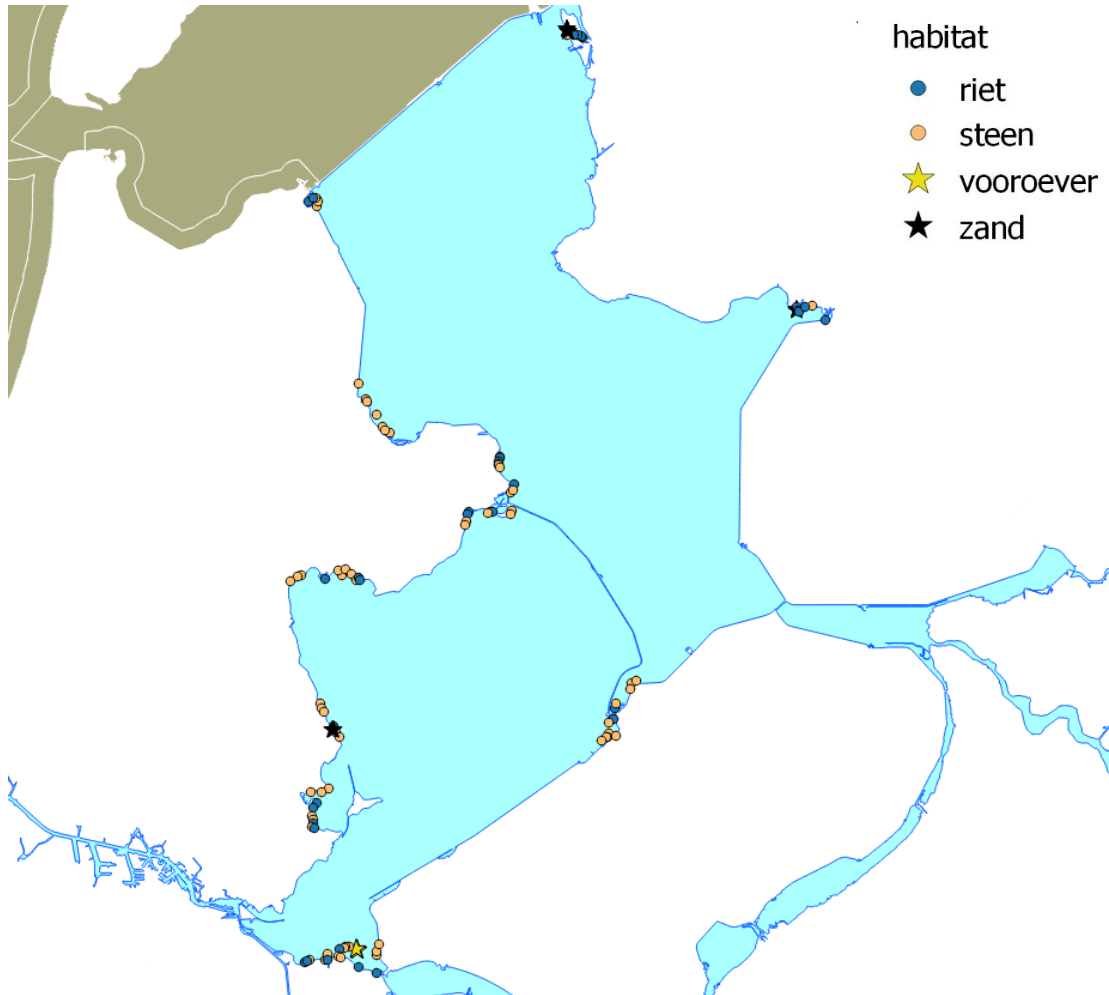 habitat
riet
steen
vooroever
zand